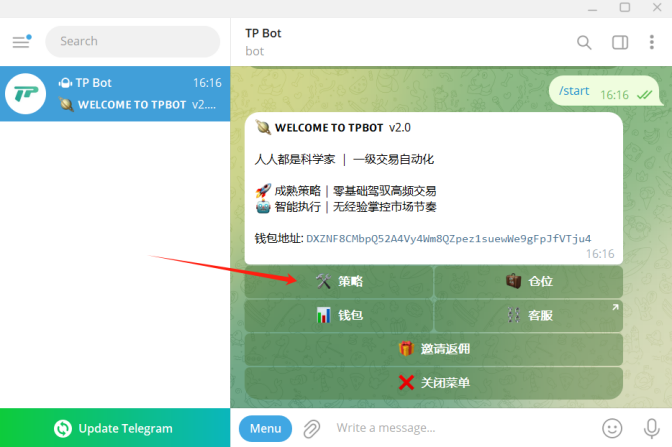 Search
TP Bot
bot
TP
TP Bot 16:16
WELCOME TO TPBOT v2....
/start 16:16
WELCOME TO TPBOT v2.0
人人都是科学家 | 一级交易自动化
成熟策略 | 零基础驾驭高频交易
智能执行 | 无经验掌控市场节奏
钱包地址: DXZNF8CMbpQ52A4Vy4Wm8QZpez1suewWe9gFpJfVTju4
16:16
策略 仓位
钱包 客服
邀请返佣
关闭菜单
Update Telegram
Menu Write a message...